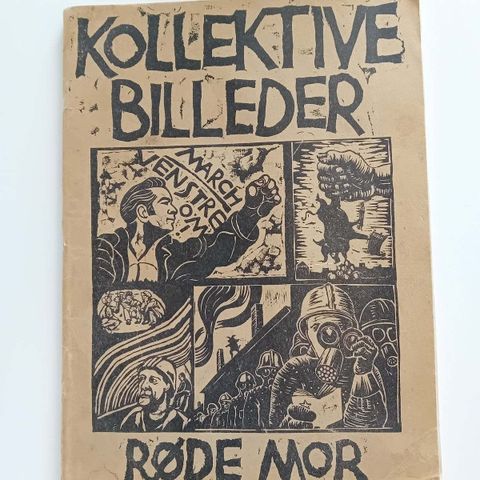 KOLLEKTIVE
BILLEDER
MARCH
VENSTRE
OM
RØDE MOR